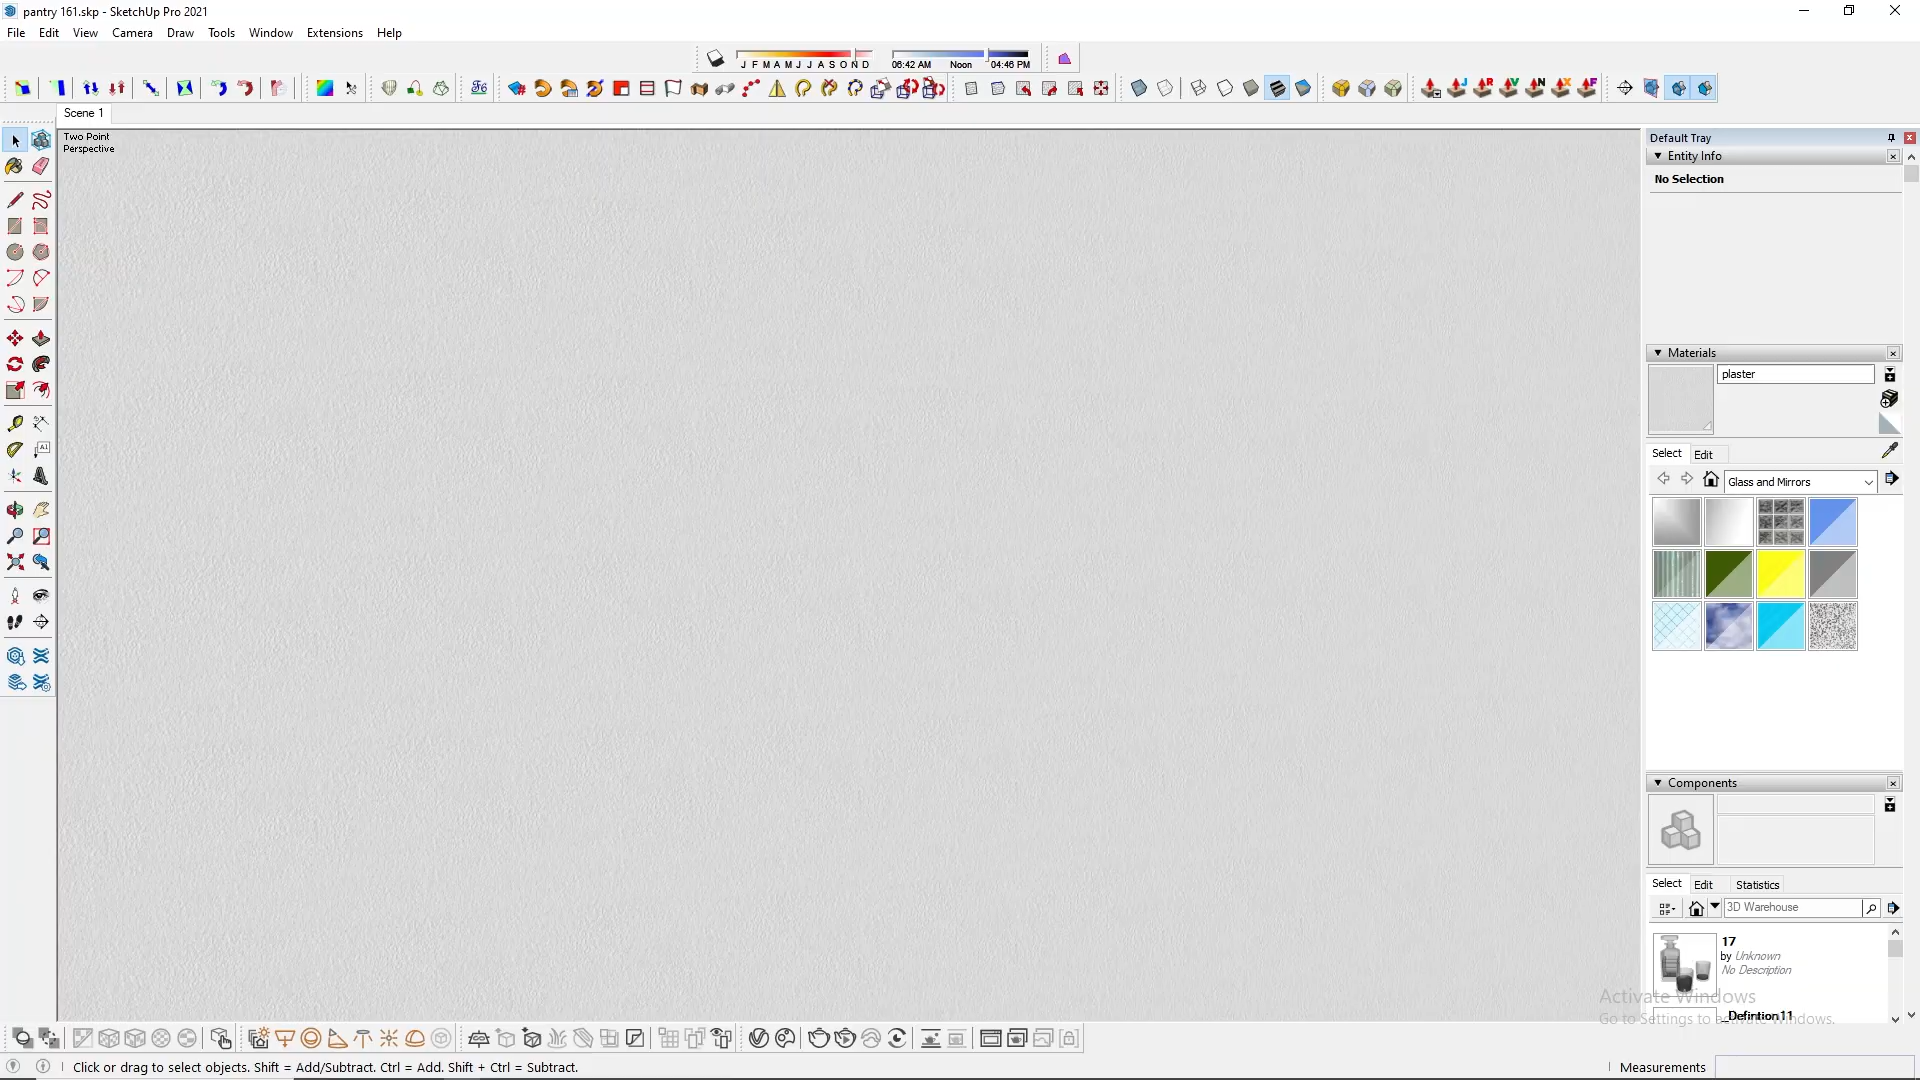 pantry 161.skp - SketchUp Pro 2021
File Edit View Camera Draw Tools Window Extensions Help
J F M A M J J A S O N D
06:42 AM Noon 04:46 PM
Scene 1
Two Point
Perspective
Default Tray
Entity Info
No Selection
Materials
plaster
Select Edit
Glass and Mirrors
Components
Select Edit Statistics
3D Warehouse
17
by Unknown
No Description
_Defintion11
Activate Windows
Go to Settings to activate Windows.
Click or drag to select objects. Shift = Add/Subtract. Ctrl = Add. Shift + Ctrl = Subtract.
Measurements